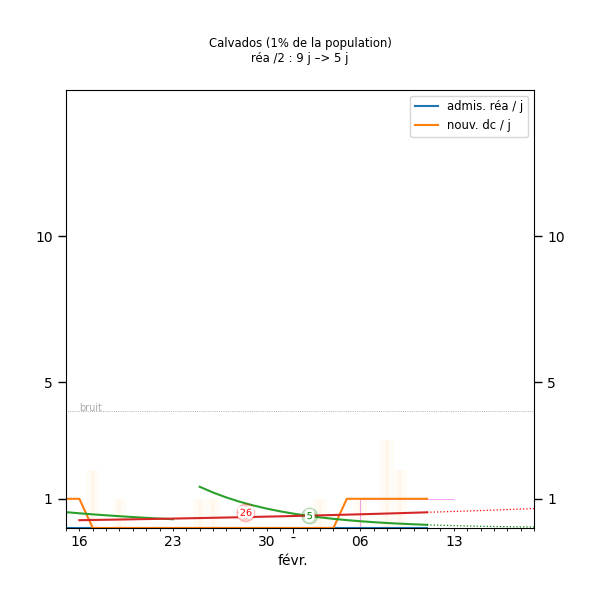 Calvados (1% de la population)
réa /2 : 9 j –> 5 j
admis. réa / j
nouv. dc / j
10 10
5 5
bruit
1 1
26 5
16 23 30 - 06 13
févr.